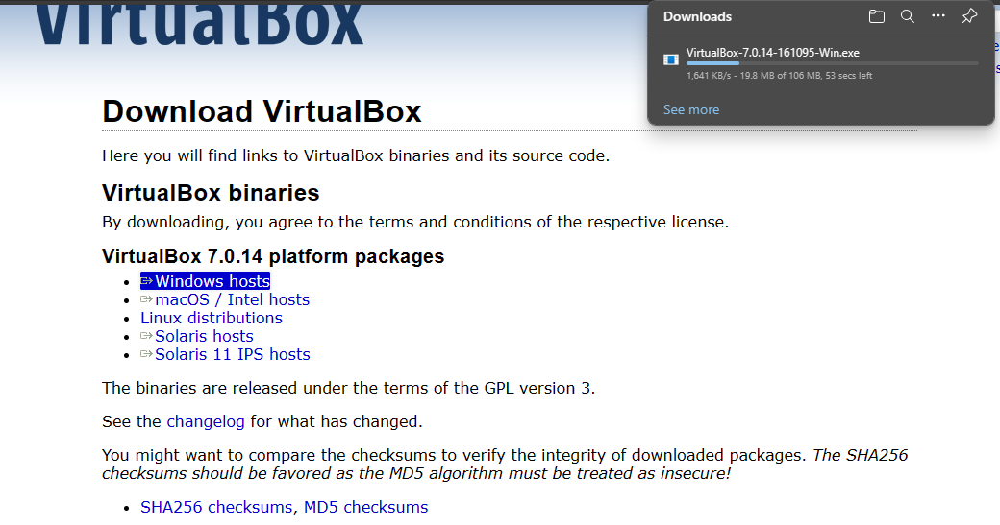 VirtualBox
Downloads
VirtualBox-7.0.14-161095-Win.exe
1,641 KB/s - 19.8 MB of 106 MB, 53 secs left
See more
Download VirtualBox
Here you will find links to VirtualBox binaries and its source code.
VirtualBox binaries
By downloading, you agree to the terms and conditions of the respective license.
VirtualBox 7.0.14 platform packages
Windows hosts
macOS / Intel hosts
Linux distributions
Solaris hosts
Solaris 11 IPS hosts
The binaries are released under the terms of the GPL version 3.
See the changelog for what has changed.
You might want to compare the checksums to verify the integrity of downloaded packages. The SHA256
checksums should be favored as the MD5 algorithm must be treated as insecure!
SHA256 checksums, MD5 checksums